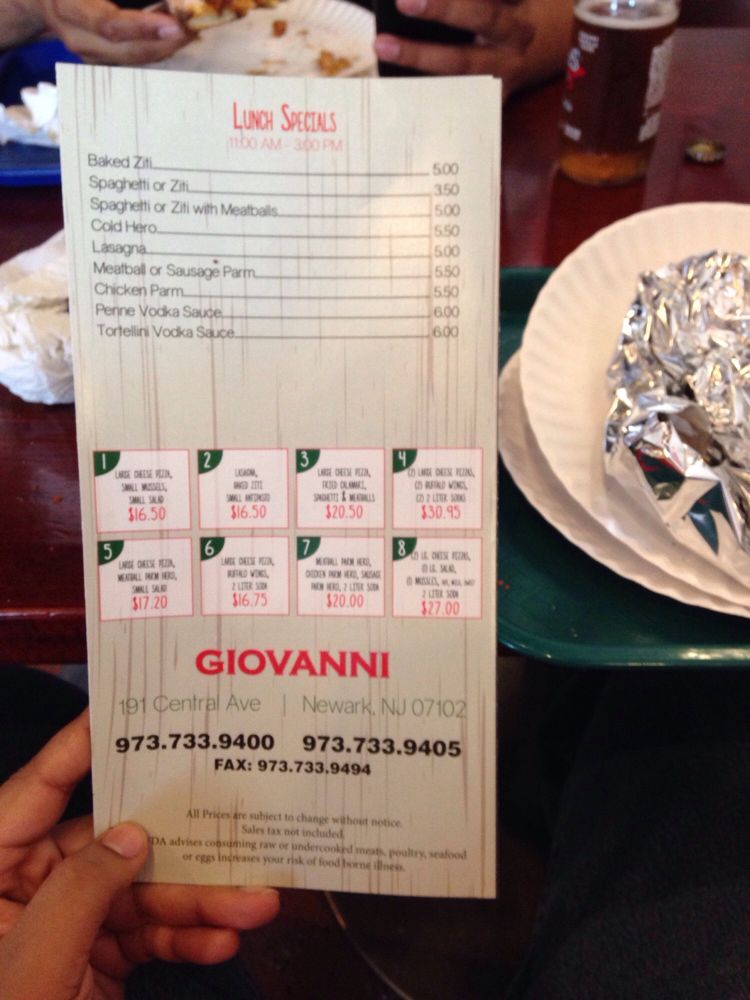 Lunch Specials
11:00 AM - 3:00 PM
Baked Ziti 5.00
Spaghetti or Ziti 3.50
Spaghetti or Ziti with Meatballs 5.00
Cold Hero 5.50
Lasagna 5.00
Meatball or Sausage Parm 5.50
Chicken Parm 5.50
Penne Vodka Sauce 6.00
Tortellini Vodka Sauce 6.00
1
LARGE CHEESE PIZZA,
SMALL MUSSELS,
SMALL SALAD
$16.50
2
LASAGNA,
BAKED ZITI
SMALL ANTIPASTO
$16.50
3
LARGE CHEESE PIZZA,
FRIED CALAMARI,
SPAGHETTI & MEATBALLS
$20.50
4
(2) LARGE CHEESE PIZZAS,
(2) BUFFALO WINGS,
(2) 2 LITER SODAS
$30.95
5
LARGE CHEESE PIZZA,
MEATBALL PARM HERO,
SMALL SALAD
$17.20
6
LARGE CHEESE PIZZA,
BUFFALO WINGS,
2 LITER SODA
$16.75
7
MEATBALL PARM HERO,
CHICKEN PARM HERO, SAUSAGE
PARM HERO, 2 LITER SODA
$20.00
8
(2) LG. CHEESE PIZZAS,
(1) LG. SALAD,
(1) MUSSLES,
2 LITER SODA
$27.00
GIOVANNI
191 Central Ave | Newark, NJ 07102
973.733.9400 973.733.9405
FAX: 973.733.9494
All Prices are subject to change without notice.
Sales tax not included.
DA advises consuming raw or undercooked meats, poultry, seafood
or eggs increases your risk of food borne illness.